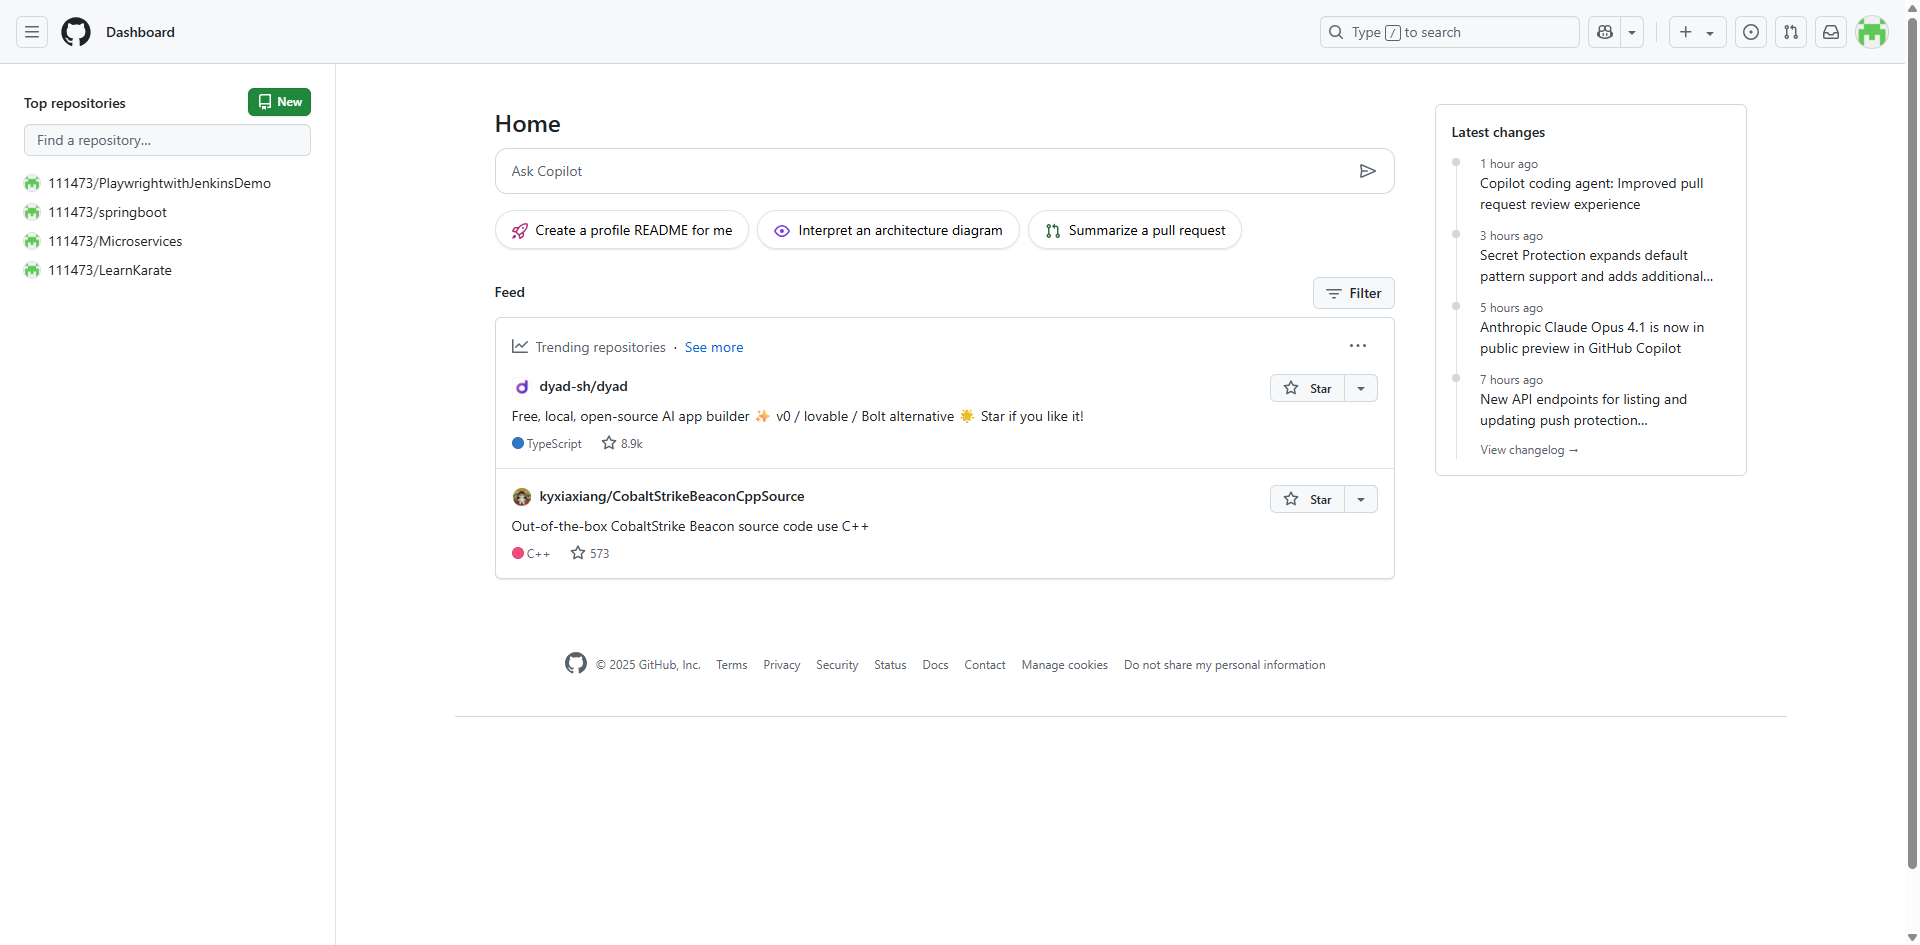 Dashboard
Type / to search
Top repositories
New
Find a repository...
111473/PlaywrightwithJenkinsDemo
111473/springboot
111473/Microservices
111473/LearnKarate
Home
Ask Copilot
Create a profile README for me
Interpret an architecture diagram
Summarize a pull request
Feed
Filter
Trending repositories · See more
dyad-sh/dyad
Star
Free, local, open-source AI app builder ✨ v0 / lovable / Bolt alternative 🌟 Star if you like it!
TypeScript 8.9k
kyxiaxiang/CobaltStrikeBeaconCppSource
Star
Out-of-the-box CobaltStrike Beacon source code use C++
C++ 573
Latest changes
1 hour ago
Copilot coding agent: Improved pull
request review experience
3 hours ago
Secret Protection expands default
pattern support and adds additional...
5 hours ago
Anthropic Claude Opus 4.1 is now in
public preview in GitHub Copilot
7 hours ago
New API endpoints for listing and
updating push protection...
View changelog →
© 2025 GitHub, Inc. Terms Privacy Security Status Docs Contact Manage cookies Do not share my personal information